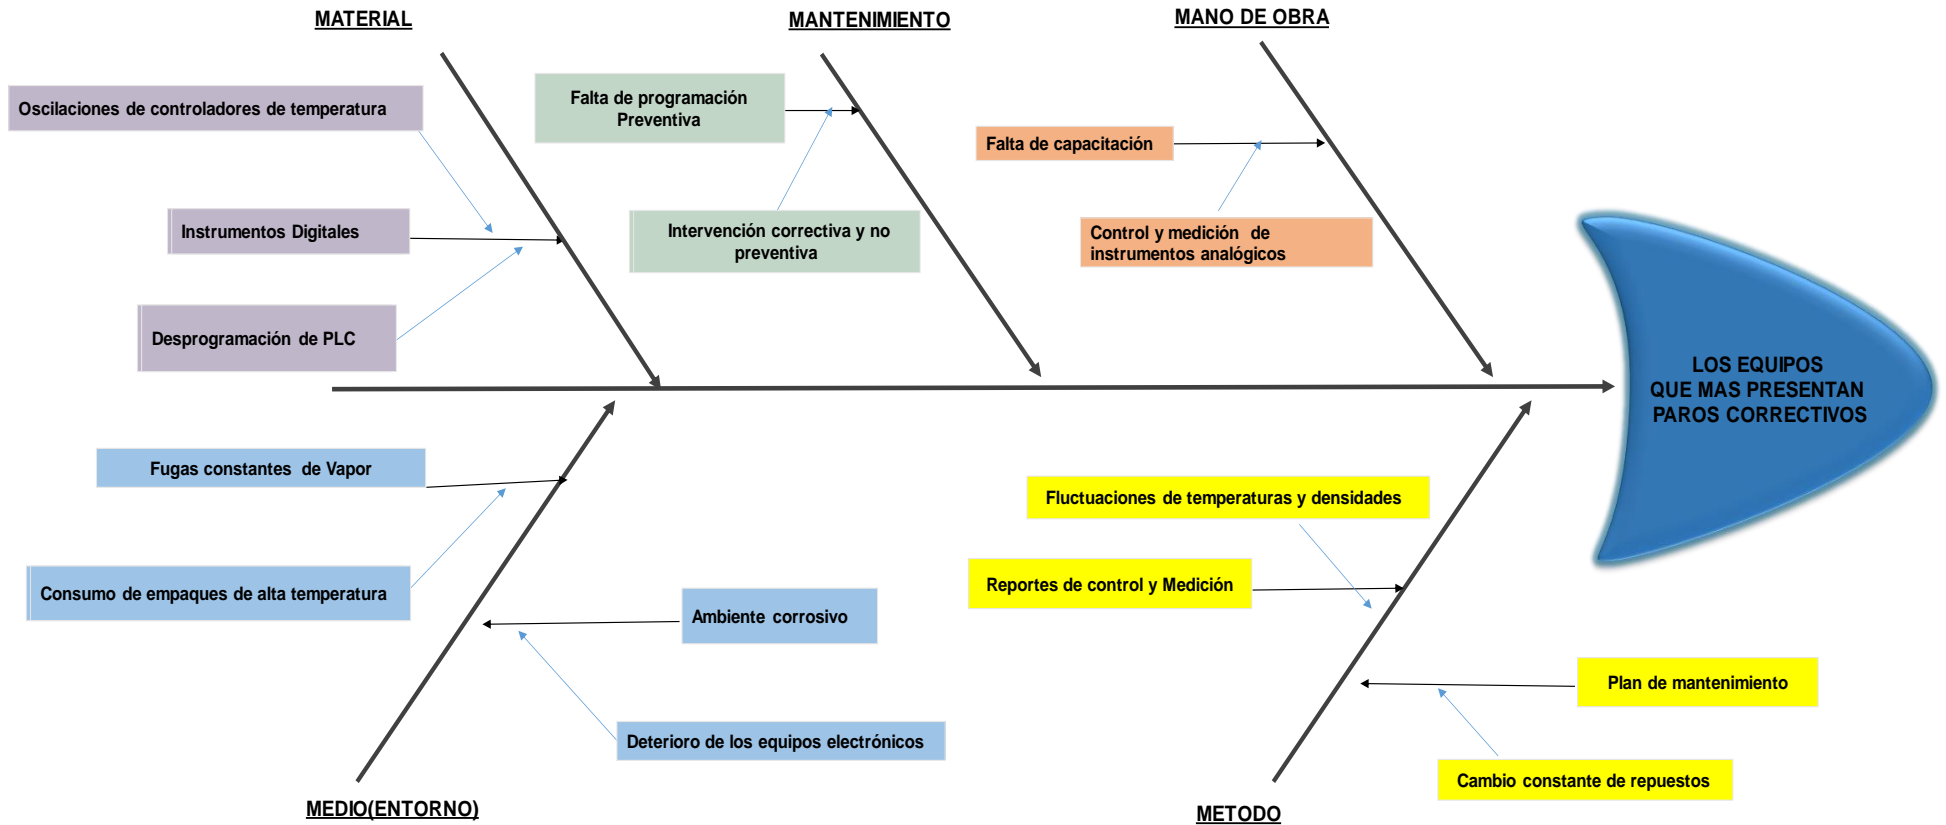 MATERIAL
MANTENIMIENTO
MANO DE OBRA
Oscilaciones de controladores de temperatura
Falta de programación
Preventiva
Falta de capacitación
Instrumentos Digitales
Intervención correctiva y no
preventiva
Control y medición de
instrumentos analógicos
Desprogramación de PLC
LOS EQUIPOS
QUE MAS PRESENTAN
PAROS CORRECTIVOS
Fugas constantes de Vapor
Fluctuaciones de temperaturas y densidades
Consumo de empaques de alta temperatura
Reportes de control y Medición
Ambiente corrosivo
Plan de mantenimiento
Deterioro de los equipos electrónicos
Cambio constante de repuestos
MEDIO(ENTORNO)
METODO